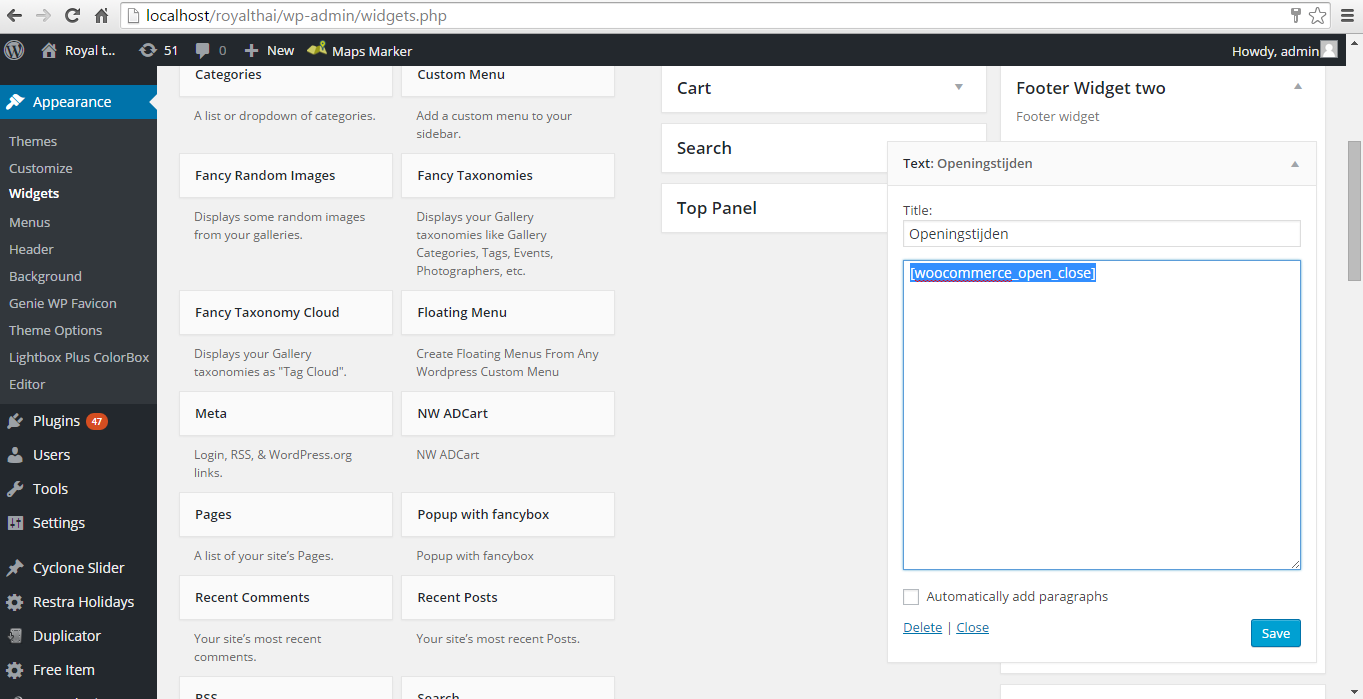 localhost/royalthai/wp-admin/widgets.php
Royal t... 51 0 New Maps Marker Howdy, admin
Appearance
Themes
Customize
Widgets
Menus
Header
Background
Genie WP Favicon
Theme Options
Lightbox Plus ColorBox
Editor
Plugins 47
Users
Tools
Settings
Cyclone Slider
Restra Holidays
Duplicator
Free Item
Categories
A list or dropdown of categories.
Custom Menu
Add a custom menu to your
sidebar.
Fancy Random Images
Displays some random images
from your galleries.
Fancy Taxonomies
Displays your Gallery
taxonomies like Gallery
Categories, Tags, Events,
Photographers, etc.
Fancy Taxonomy Cloud
Displays your Gallery
taxonomies as "Tag Cloud".
Floating Menu
Create Floating Menus From Any
Wordpress Custom Menu
Meta
Login, RSS, & WordPress.org
links.
NW ADCart
NW ADCart
Pages
A list of your site’s Pages.
Popup with fancybox
Popup with fancybox
Recent Comments
Your site’s most recent
comments.
Recent Posts
Your site’s most recent Posts.
RSS
Search
Cart
Search
Top Panel
Footer Widget two
Footer widget
Text: Openingstijden
Title:
Openingstijden
[woocommerce_open_close]
Automatically add paragraphs
Delete | Close
Save